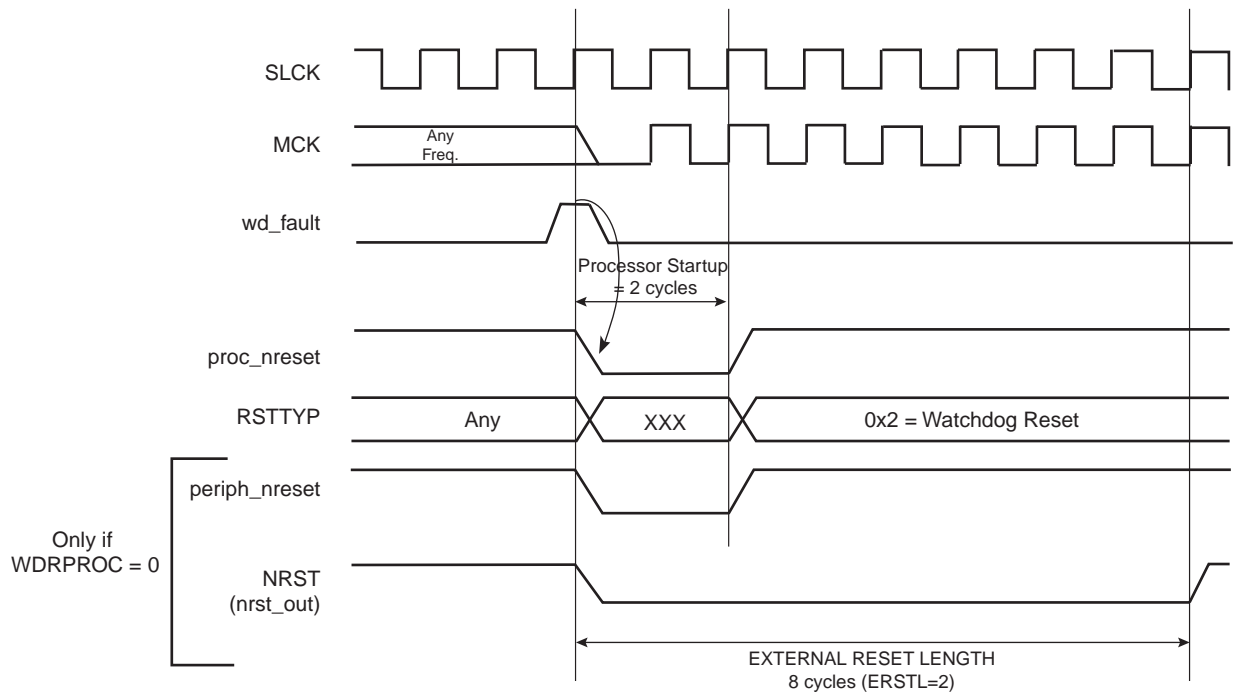 SLCK
MCK
Any
Freq.
wd_fault
Processor Startup
= 2 cycles
proc_nreset
RSTTYP
Any
XXX
0x2 = Watchdog Reset
periph_nreset
Only if
WDRPROC = 0
NRST
(nrst_out)
EXTERNAL RESET LENGTH
8 cycles (ERSTL=2)